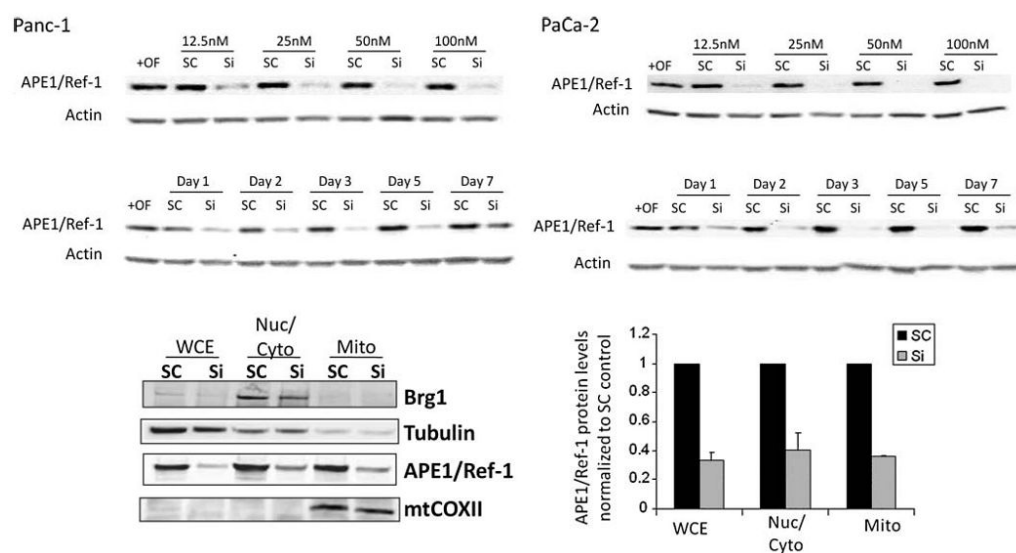 Panc-1
12.5nM 25nM 50nM 100nM
+OF SC Si SC Si SC Si SC Si
APE1/Ref-1
Actin
Day 1 Day 2 Day 3 Day 5 Day 7
+OF SC Si SC Si SC Si SC Si SC Si
APE1/Ref-1
Actin
PaCa-2
12.5nM 25nM 50nM 100nM
+OF SC Si SC Si SC Si SC Si
APE1/Ref-1
Actin
Day 1 Day 2 Day 3 Day 5 Day 7
+OF SC Si SC Si SC Si SC Si SC Si
APE1/Ref-1
Actin
Nuc/
WCE Cyto Mito
SC Si SC Si SC Si
Brg1
Tubulin
APE1/Ref-1
mtCOXII
APE1/Ref-1 protein levels
normalized to SC control
1.2
1
0.8
0.6
0.4
0.2
0
SC
Si
WCE Nuc/ Mito
Cyto